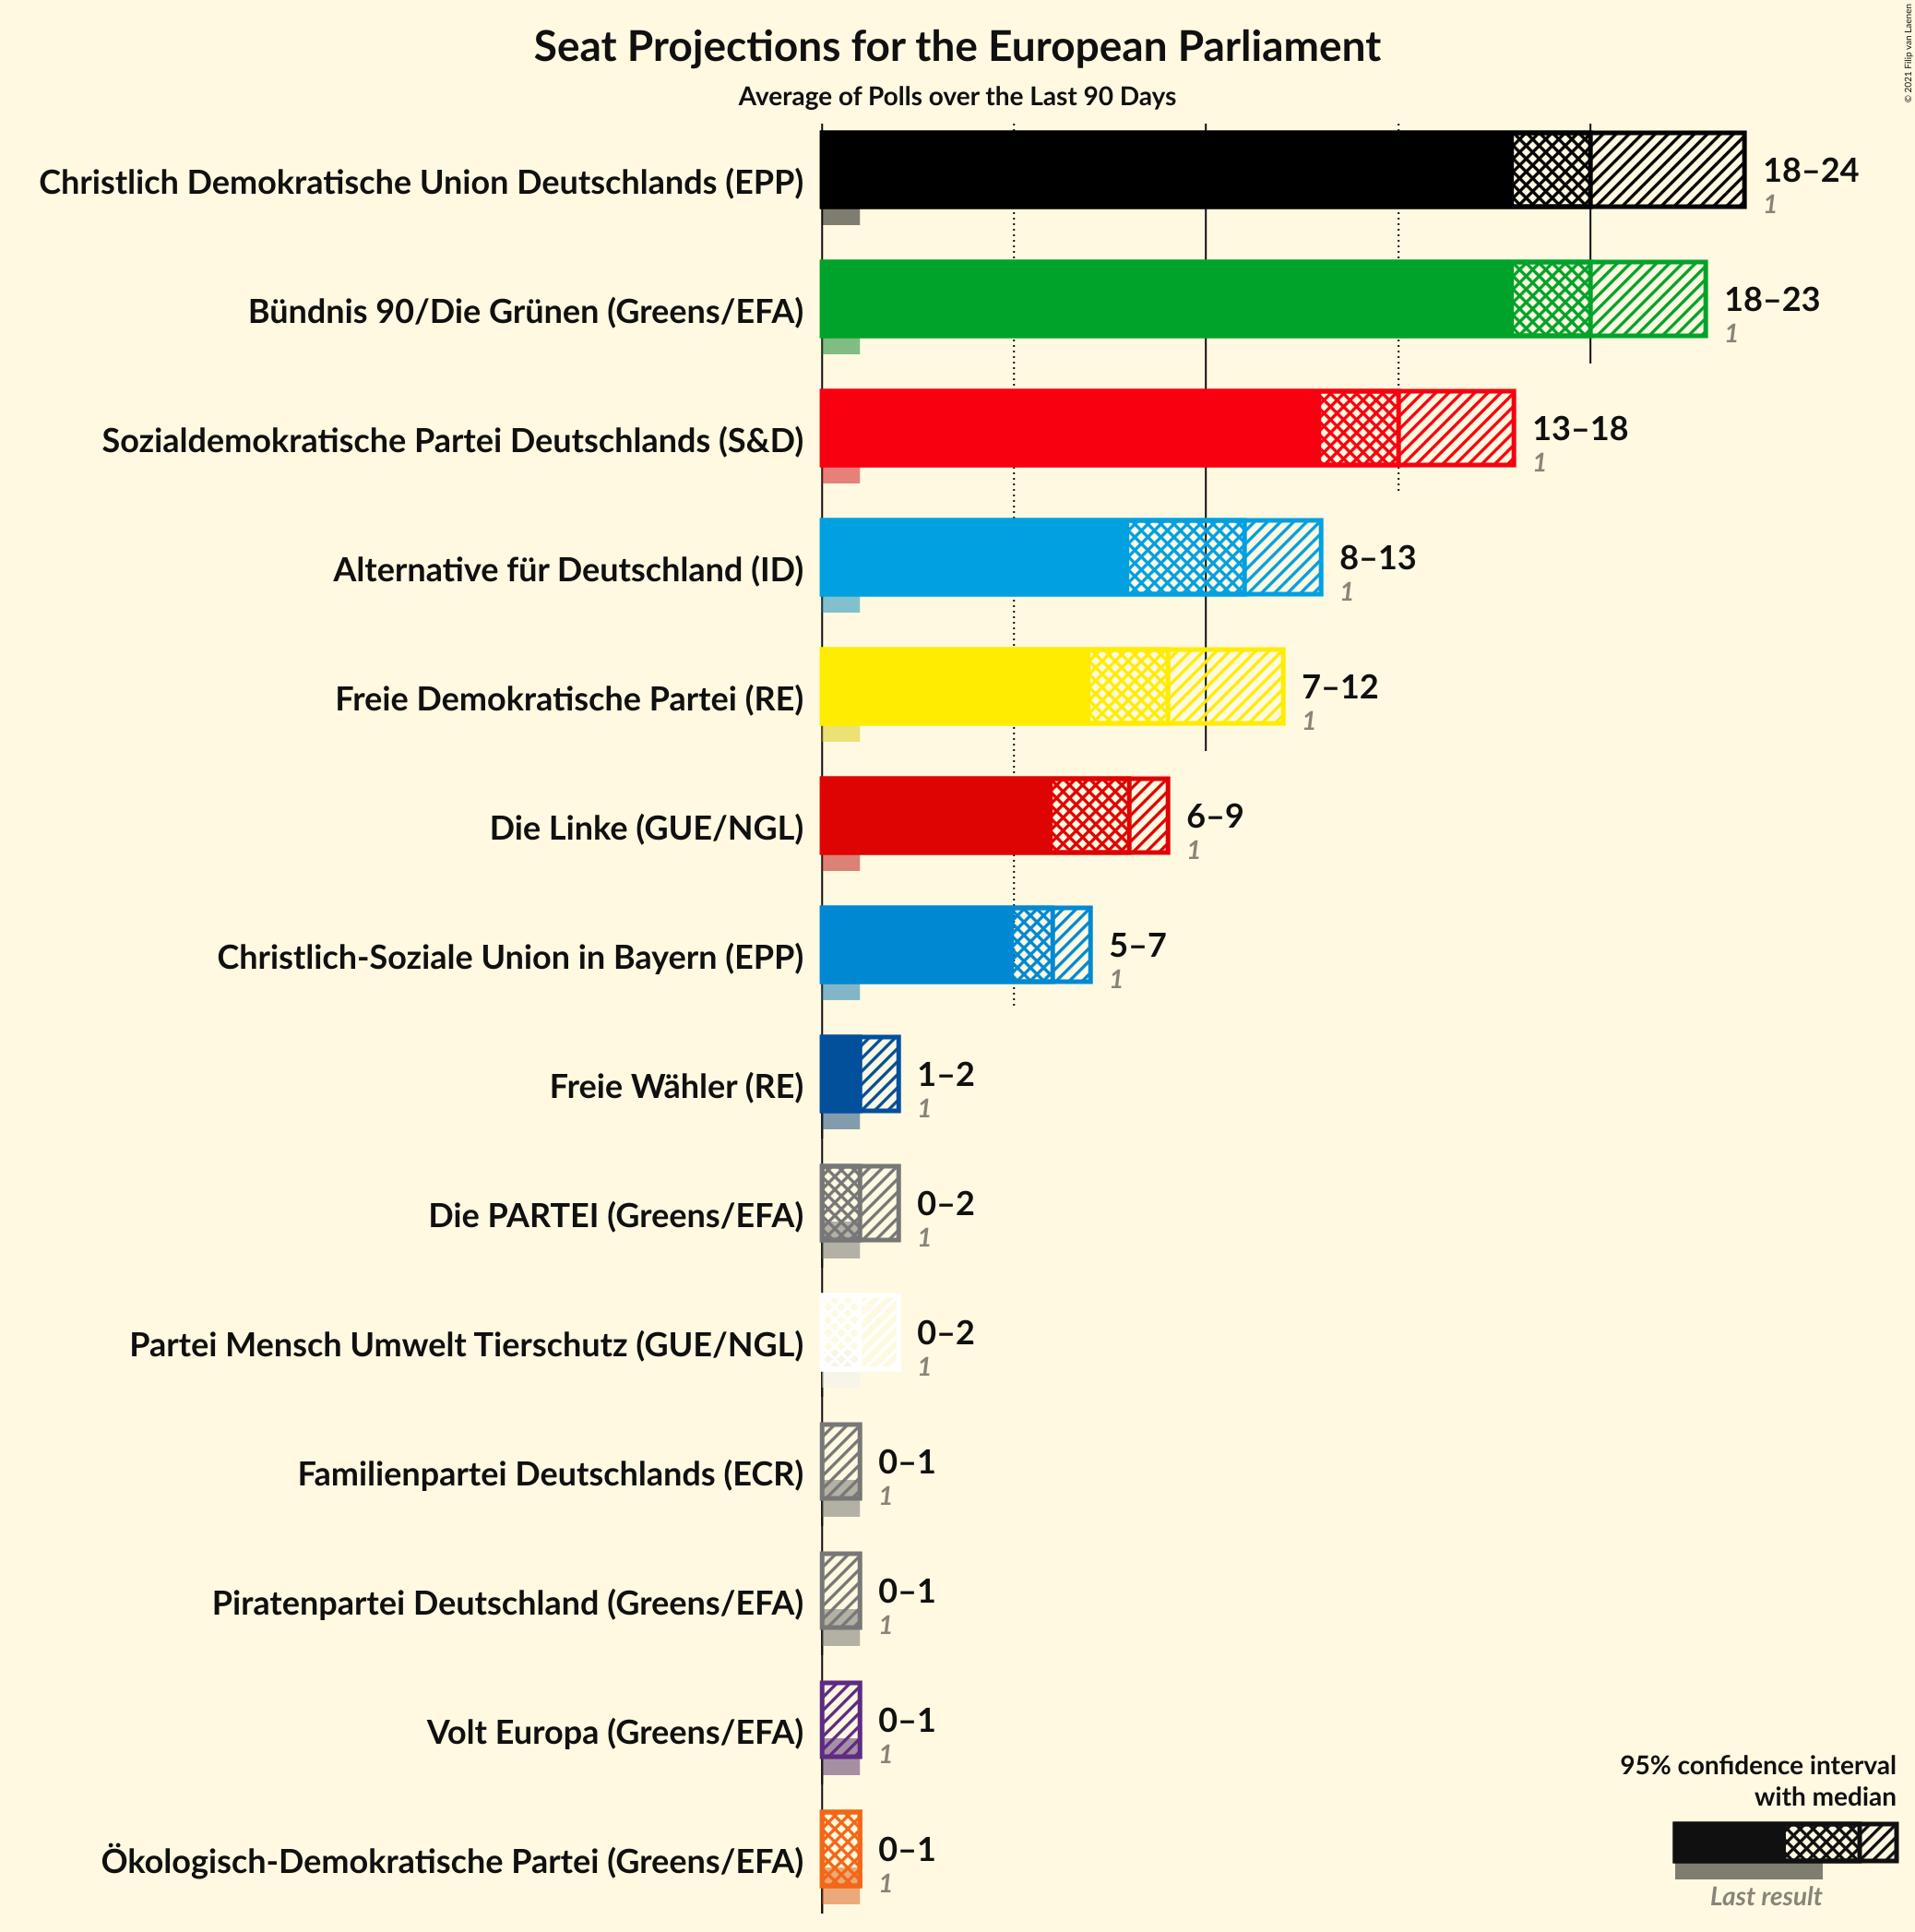 Seat Projections for the European Parliament
Average of Polls over the Last 90 Days
© 2021 Filip van Laenen
Christlich Demokratische Union Deutschlands (EPP)
18–24
1
Bündnis 90/Die Grünen (Greens/EFA)
18–23
1
Sozialdemokratische Partei Deutschlands (S&D)
13–18
1
Alternative für Deutschland (ID)
8–13
1
Freie Demokratische Partei (RE)
7–12
1
Die Linke (GUE/NGL)
6–9
1
Christlich-Soziale Union in Bayern (EPP)
5–7
1
Freie Wähler (RE)
1–2
1
Die PARTEI (Greens/EFA)
0–2
1
Partei Mensch Umwelt Tierschutz (GUE/NGL)
0–2
1
Familienpartei Deutschlands (ECR)
0–1
1
Piratenpartei Deutschland (Greens/EFA)
0–1
1
Volt Europa (Greens/EFA)
0–1
1
Ökologisch-Demokratische Partei (Greens/EFA)
0–1
1
95% confidence interval
with median
Last result